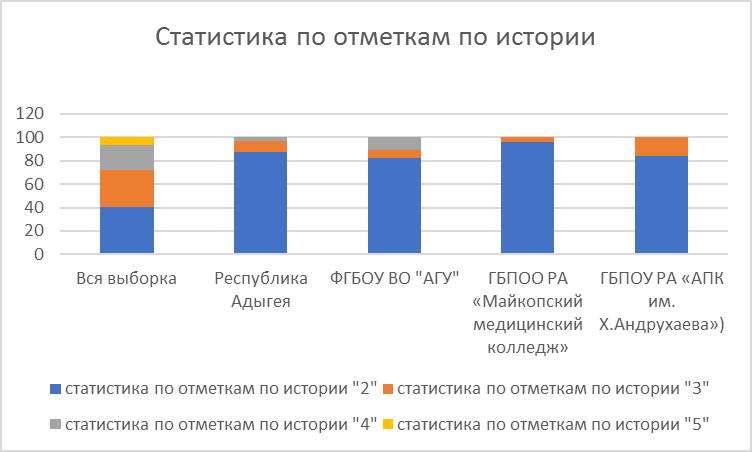 Статистика по отметкам по истории
120
100
80
60
40
20
0
Вся выборка
Республика
Адыгея
ФГБОУ ВО "АГУ"
ГБПОО РА
«Майкопский
медицинский
колледж»
ГБПОУ РА «АПК
им.
Х.Андрухаева»)
статистика по отметкам по истории "2"
статистика по отметкам по истории "3"
статистика по отметкам по истории "4"
статистика по отметкам по истории "5"